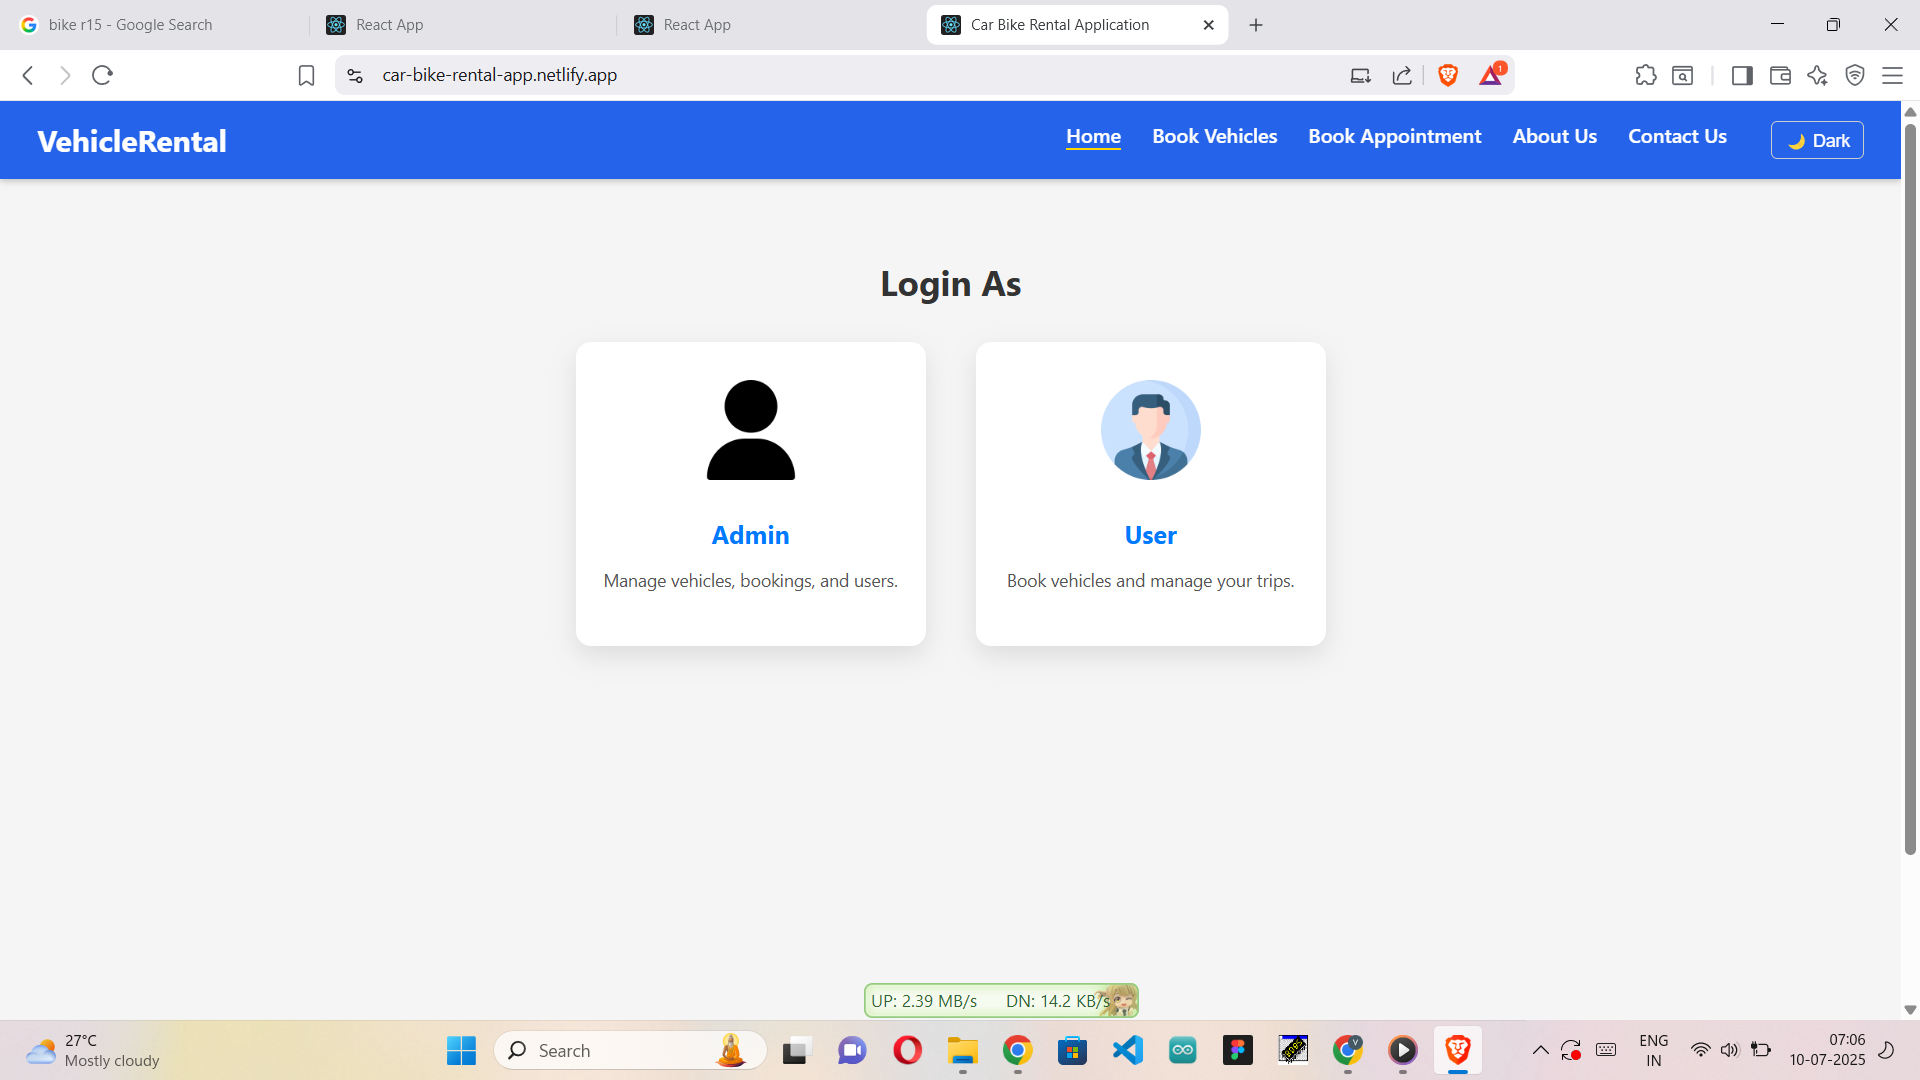 bike r15 - Google Search
React App
React App
Car Bike Rental Application
car-bike-rental-app.netlify.app
1
VehicleRental
Home
Book Vehicles
Book Appointment
About Us
Contact Us
🌙 Dark
Login As
Admin
Manage vehicles, bookings, and users.
User
Book vehicles and manage your trips.
UP: 2.39 MB/s DN: 14.2 KB/s
27°C
Mostly cloudy
Search
V
ENG
IN
07:06
10-07-2025